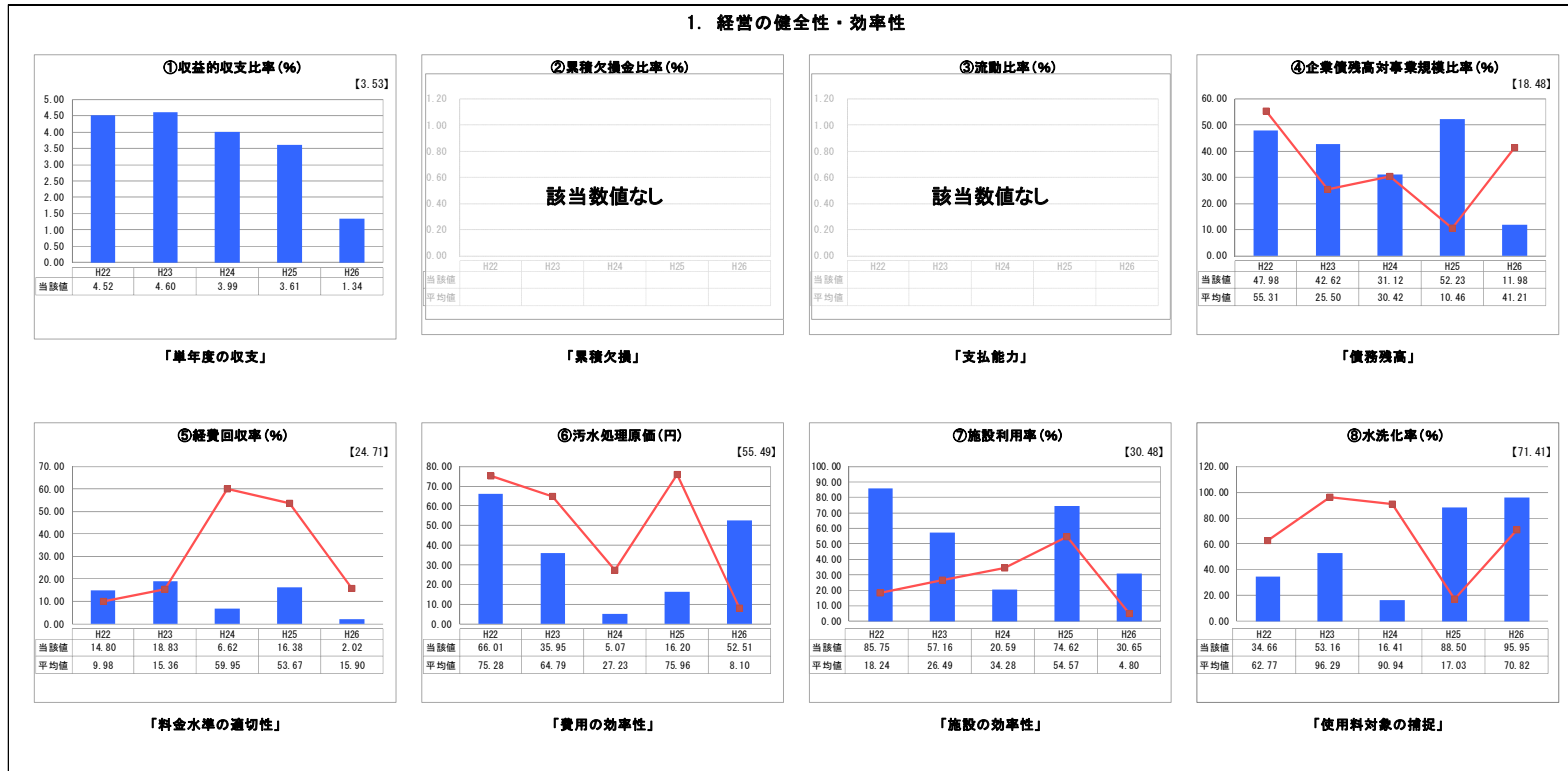 1. 経営の健全性・効率性
①収益的収支比率(%)
【3.53】
5.00
4.50
4.00
3.50
3.00
2.50
2.00
1.50
1.00
0.50
0.00
H22 H23 H24 H25 H26
当該値 4.52 4.60 3.99 3.61 1.34
「単年度の収支」
②累積欠損金比率(%)
1.20
1.00
0.80
0.60
0.40
0.20
0.00
該当数値なし
H22 H23 H24 H25 H26
当該値
平均値
「累積欠損」
③流動比率(%)
1.20
1.00
0.80
0.60
0.40
0.20
0.00
該当数値なし
H22 H23 H24 H25 H26
当該値
平均値
「支払能力」
④企業債残高対事業規模比率(%)
【18.48】
60.00
50.00
40.00
30.00
20.00
10.00
0.00
H22 H23 H24 H25 H26
当該値 47.98 42.62 31.12 52.23 11.98
平均値 55.31 25.50 30.42 10.46 41.21
「債務残高」
⑤経費回収率(%)
【24.71】
70.00
60.00
50.00
40.00
30.00
20.00
10.00
0.00
H22 H23 H24 H25 H26
当該値 14.80 18.83 6.62 16.38 2.02
平均値 9.98 15.36 59.95 53.67 15.90
「料金水準の適切性」
⑥汚水処理原価(円)
【55.49】
80.00
70.00
60.00
50.00
40.00
30.00
20.00
10.00
0.00
H22 H23 H24 H25 H26
当該値 66.01 35.95 5.07 16.20 52.51
平均値 75.28 64.79 27.23 75.96 8.10
「費用の効率性」
⑦施設利用率(%)
【30.48】
100.00
90.00
80.00
70.00
60.00
50.00
40.00
30.00
20.00
10.00
0.00
H22 H23 H24 H25 H26
当該値 85.75 57.16 20.59 74.62 30.65
平均値 18.24 26.49 34.28 54.57 4.80
「施設の効率性」
⑧水洗化率(%)
【71.41】
120.00
100.00
80.00
60.00
40.00
20.00
0.00
H22 H23 H24 H25 H26
当該値 34.66 53.16 16.41 88.50 95.95
平均値 62.77 96.29 90.94 17.03 70.82
「使用料対象の捕捉」